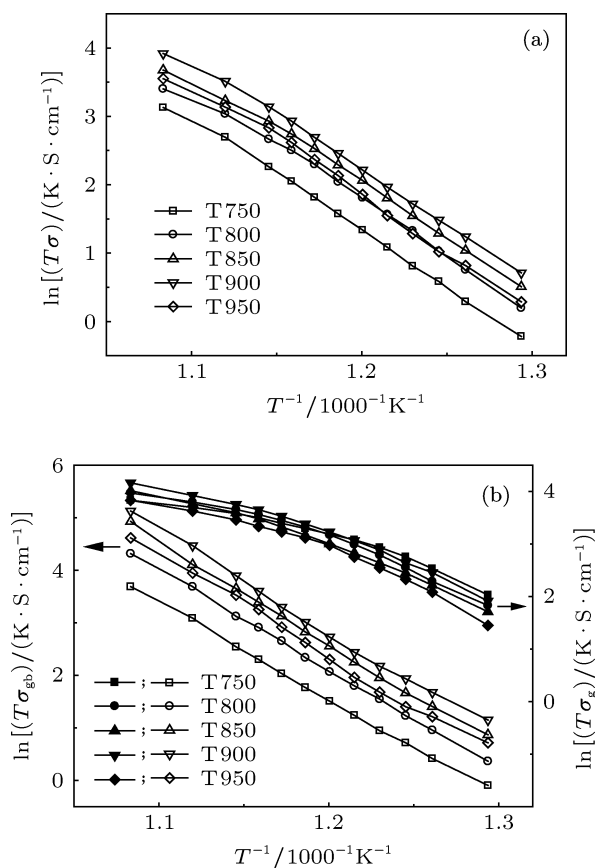 (a)
ln[(Tσ)/(K·S·cm⁻¹)]
4
3
2
1
0
T750
T800
T850
T900
T950
1.1 1.2 1.3
T⁻¹/1000⁻¹K⁻¹
(b)
ln[(Tσgb)/(K·S·cm⁻¹)]
6
4
2
0
ln[(Tσg)/(K·S·cm⁻¹)]
4
2
0
; T750
; T800
; T850
; T900
; T950
1.1 1.2 1.3
T⁻¹/1000⁻¹K⁻¹